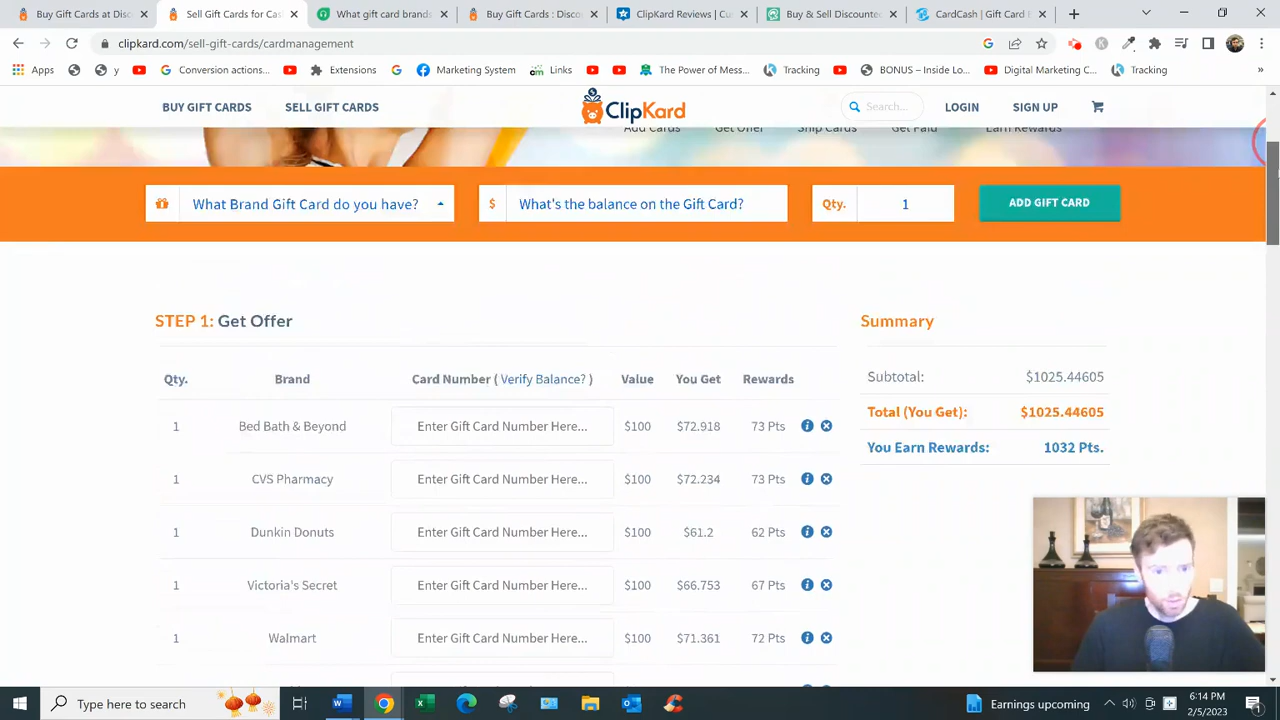 Buy Gift Cards at Dis
Sell Gift Cards for Cas
What gift card brands
Buy Gift Cards : Disco
ClipKard Reviews | Cu
Buy & Sell Discounte
CardCash | Gift Card E
clipkard.com/sell-gift-cards/cardmanagement
Apps
y
Conversion actions...
Extensions
Marketing System
Links
The Power of Mess...
Tracking
BONUS – Inside Lo...
Digital Marketing C...
Tracking
»
BUY GIFT CARDS
SELL GIFT CARDS
ClipKard
Search...
LOGIN
SIGN UP
Add Cards
Get Offer
Ship Cards
Get Paid
Earn Rewards
What Brand Gift Card do you have?
$ What's the balance on the Gift Card?
Qty. 1
ADD GIFT CARD
STEP 1: Get Offer
Qty. Brand Card Number ( Verify Balance? ) Value You Get Rewards
1 Bed Bath & Beyond Enter Gift Card Number Here... $100 $72.918 73 Pts
1 CVS Pharmacy Enter Gift Card Number Here... $100 $72.234 73 Pts
1 Dunkin Donuts Enter Gift Card Number Here... $100 $61.2 62 Pts
1 Victoria's Secret Enter Gift Card Number Here... $100 $66.753 67 Pts
1 Walmart Enter Gift Card Number Here... $100 $71.361 72 Pts
Summary
Subtotal: $1025.44605
Total (You Get): $1025.44605
You Earn Rewards: 1032 Pts.
Type here to search
Earnings upcoming
6:14 PM
2/5/2023
1